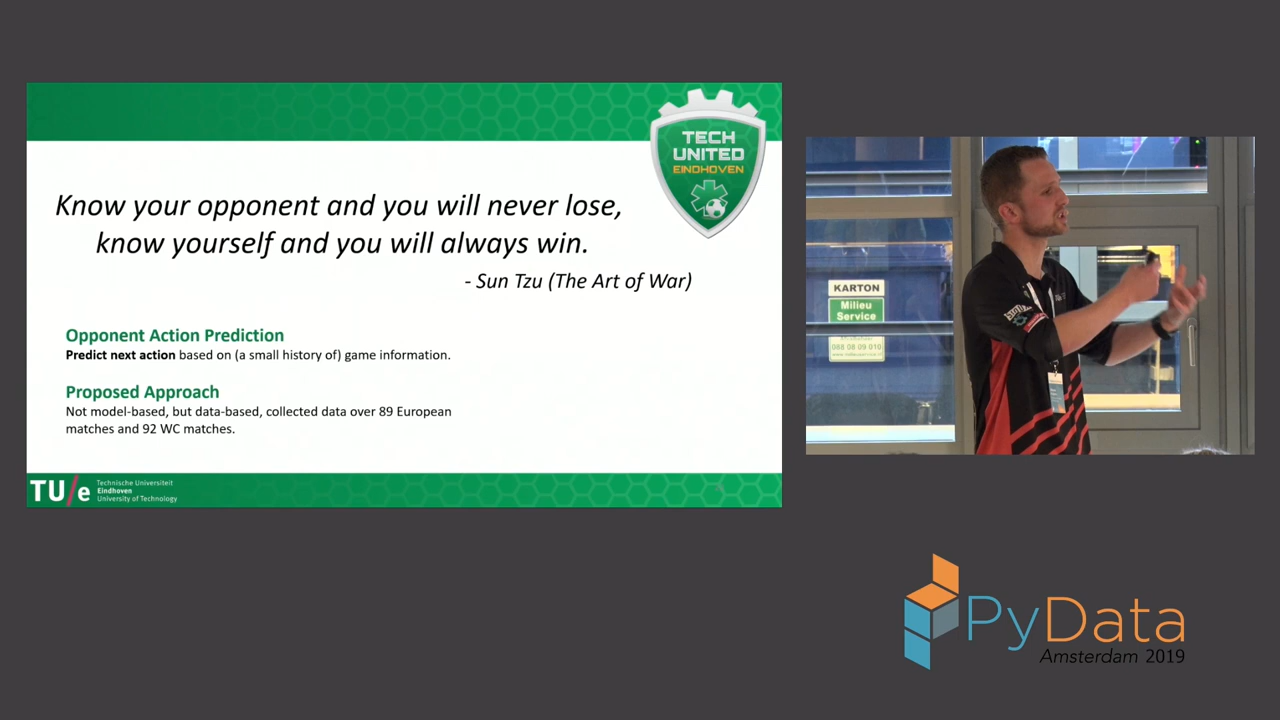 TECH
UNITED
EINDHOVEN
Know your opponent and you will never lose,
know yourself and you will always win.
- Sun Tzu (The Art of War)
Opponent Action Prediction
Predict next action based on (a small history of) game information.
Proposed Approach
Not model-based, but data-based, collected data over 89 European
matches and 92 WC matches.
TU/e
Technische Universiteit
Eindhoven
University of Technology
KARTON
Milieu
Service
088 08 09 010
PyData
Amsterdam 2019